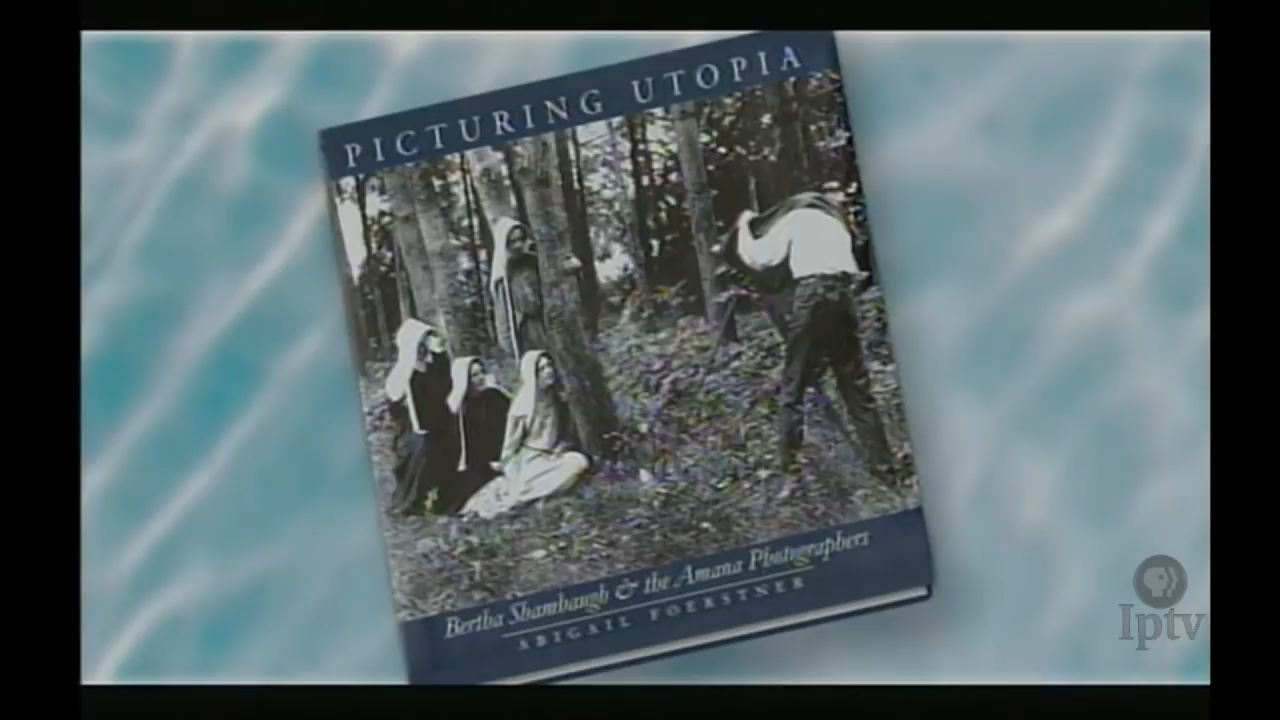 PICTURING UTOPIA
Bertha Shambaugh & the Amana Photographers
ABIGAIL FOERSTNER
Iptv